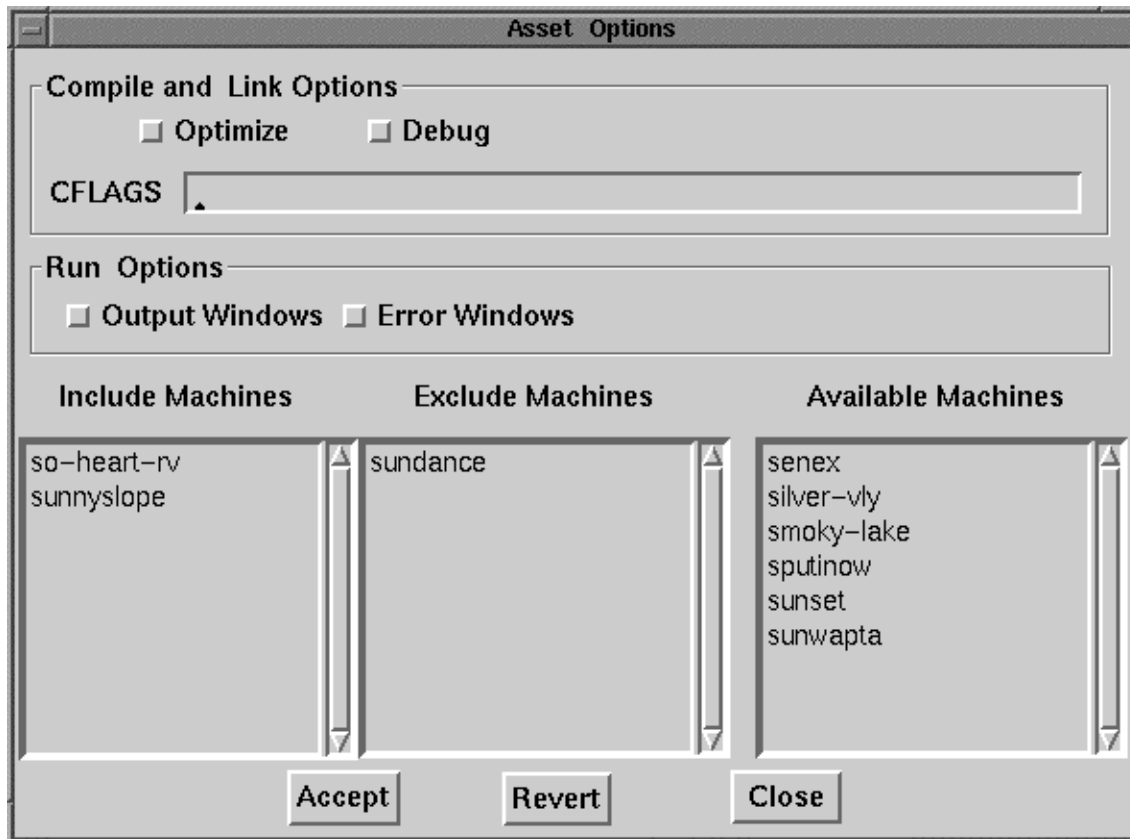 Asset Options
Compile and Link Options
Optimize Debug
CFLAGS
Run Options
Output Windows Error Windows
Include Machines Exclude Machines Available Machines
so-heart-rv sundance senex
sunnyslope silver-vly
smoky-lake
sputinow
sunset
sunwapta
Accept Revert Close